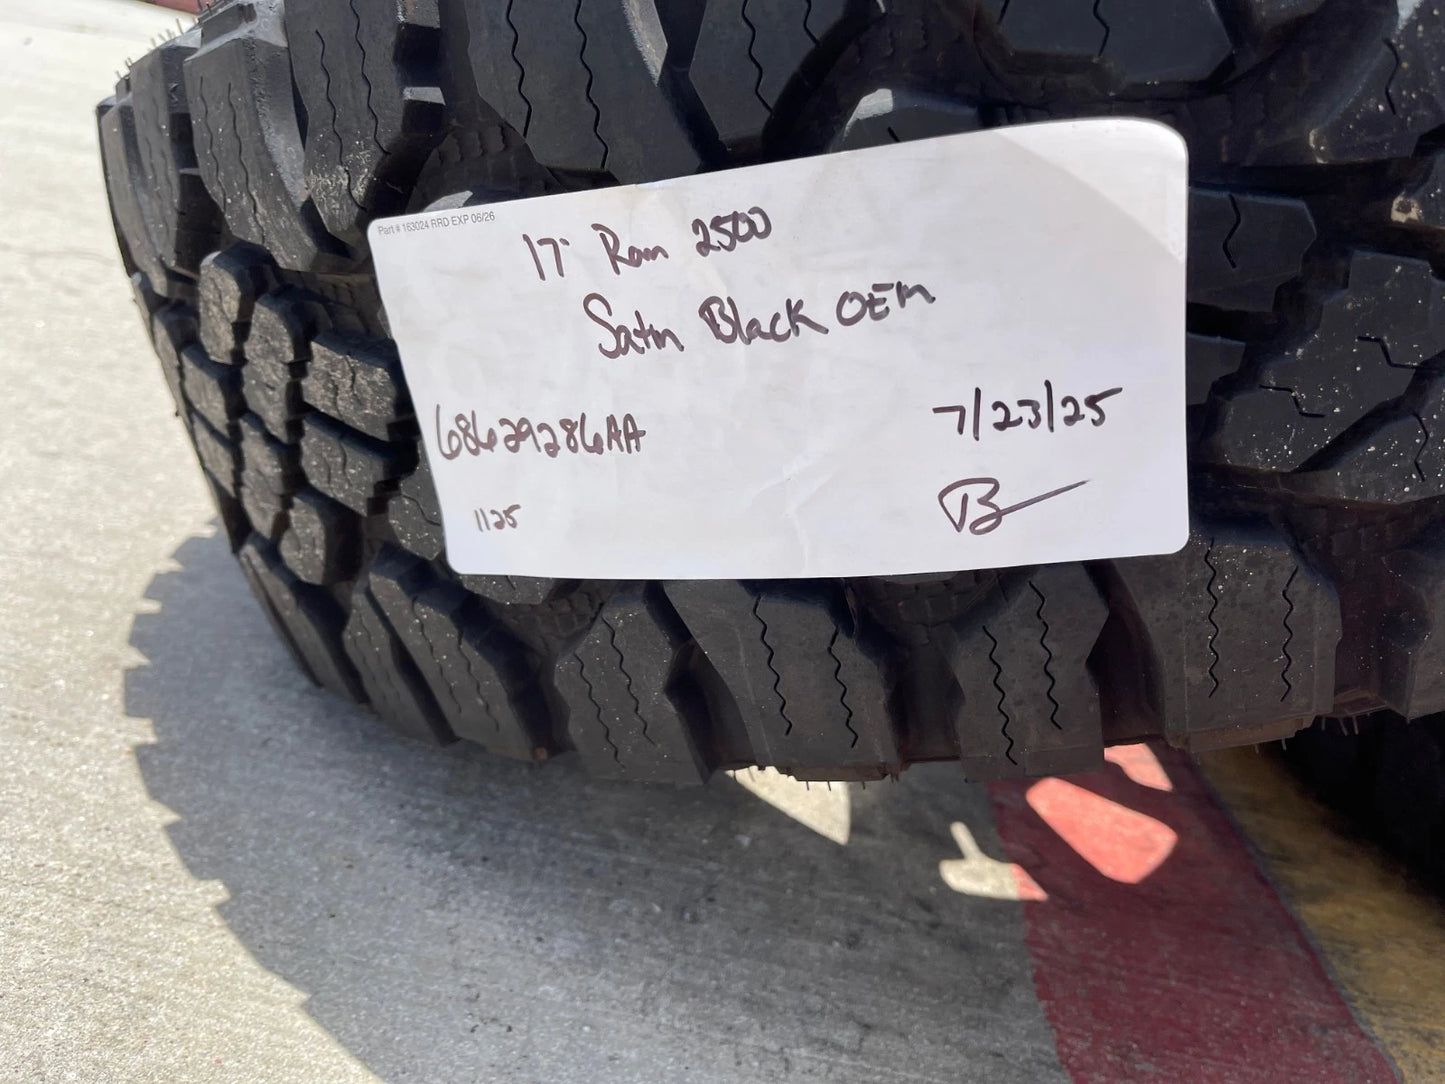 Part # 163024 RRD EXP 06/26
17" Ram 2500
Satin Black OEM
68629286AA
7/23/25
1125
B